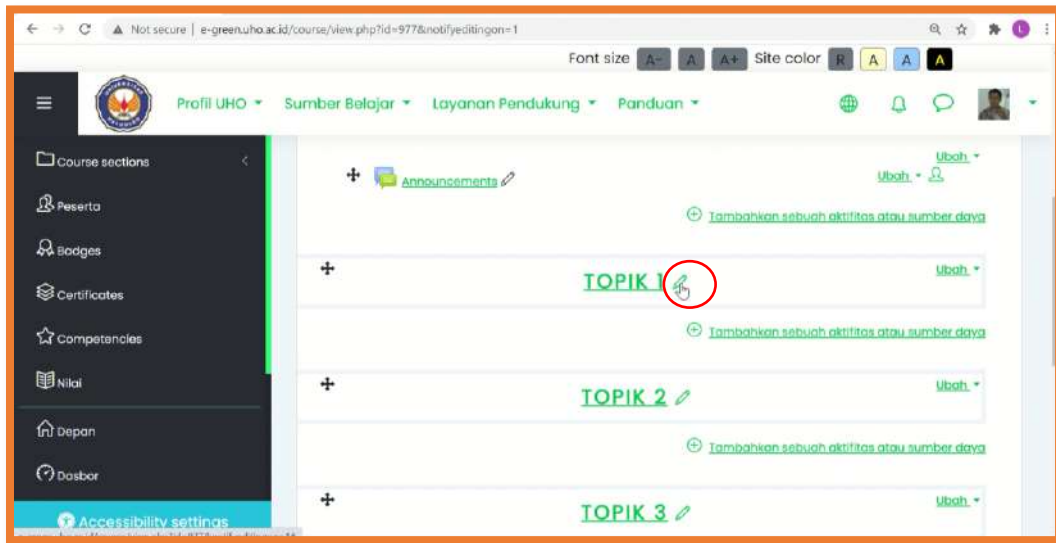 Not secure | e-green.uho.ac.id/course/view.php?id=977&notifyeditingon=1
L
Font size A- A A+ Site color R A A A
Profil UHO Sumber Belajar Layanan Pendukung Panduan
Course sections
Peserta
Badges
Certificates
Competencies
Nilai
Depan
Dasbor
Accessibility settings
Ubah
Announcements
Ubah
Tambahkan sebuah aktifitas atau sumber daya
TOPIK 1
Ubah
Tambahkan sebuah aktifitas atau sumber daya
TOPIK 2
Ubah
Tambahkan sebuah aktifitas atau sumber daya
TOPIK 3
Ubah